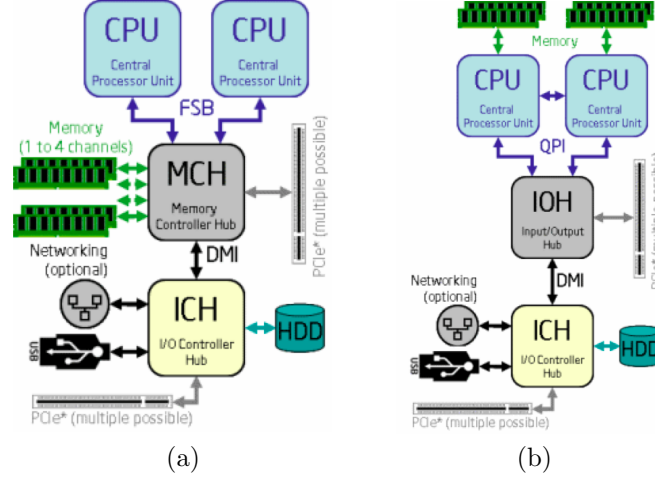 CPU
Central
Processor Unit
CPU
Central
Processor Unit
FSB
Memory
(1 to 4 channels)
MCH
Memory
Controller Hub
PCIe* (multiple possible)
DMI
Networking
(optional)
ICH
I/O Controller
Hub
HDD
USB
PCIe* (multiple possible)
(a)
Memory
CPU
Central
Processor Unit
CPU
Central
Processor Unit
QPI
IOH
Input/Output
Hub
PCIe* (multiple possible)
DMI
Networking
(optional)
ICH
I/O Controller
Hub
HDD
USB
PCIe* (multiple possible)
(b)